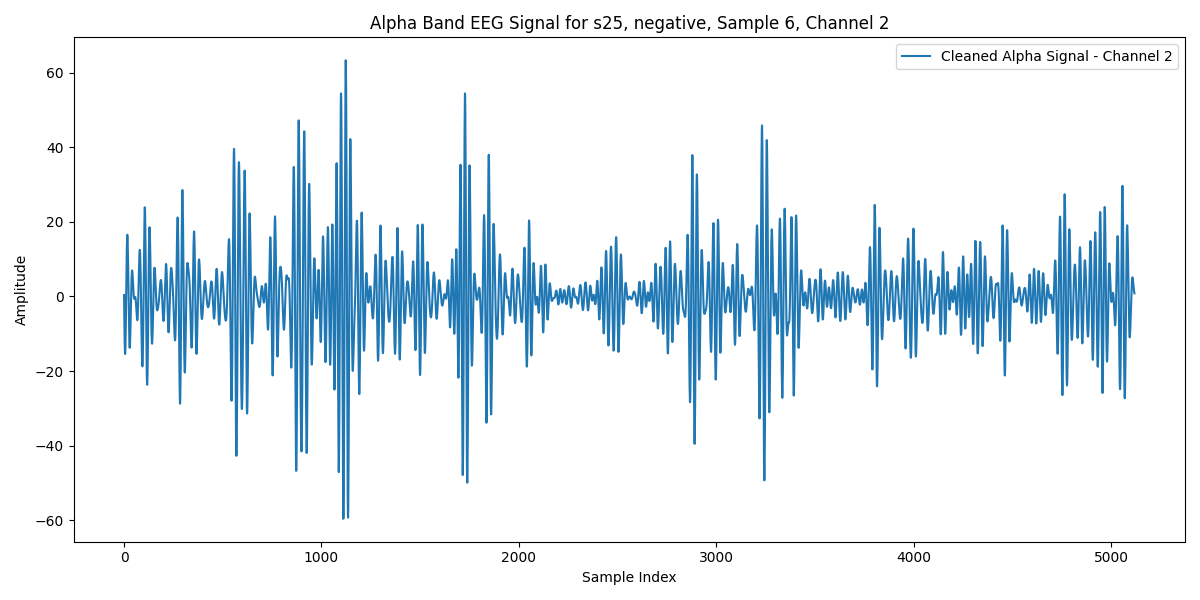 Alpha Band EEG Signal for s25, negative, Sample 6, Channel 2
Cleaned Alpha Signal - Channel 2
Amplitude
60
40
20
0
−20
−40
−60
0 1000 2000 3000 4000 5000
Sample Index